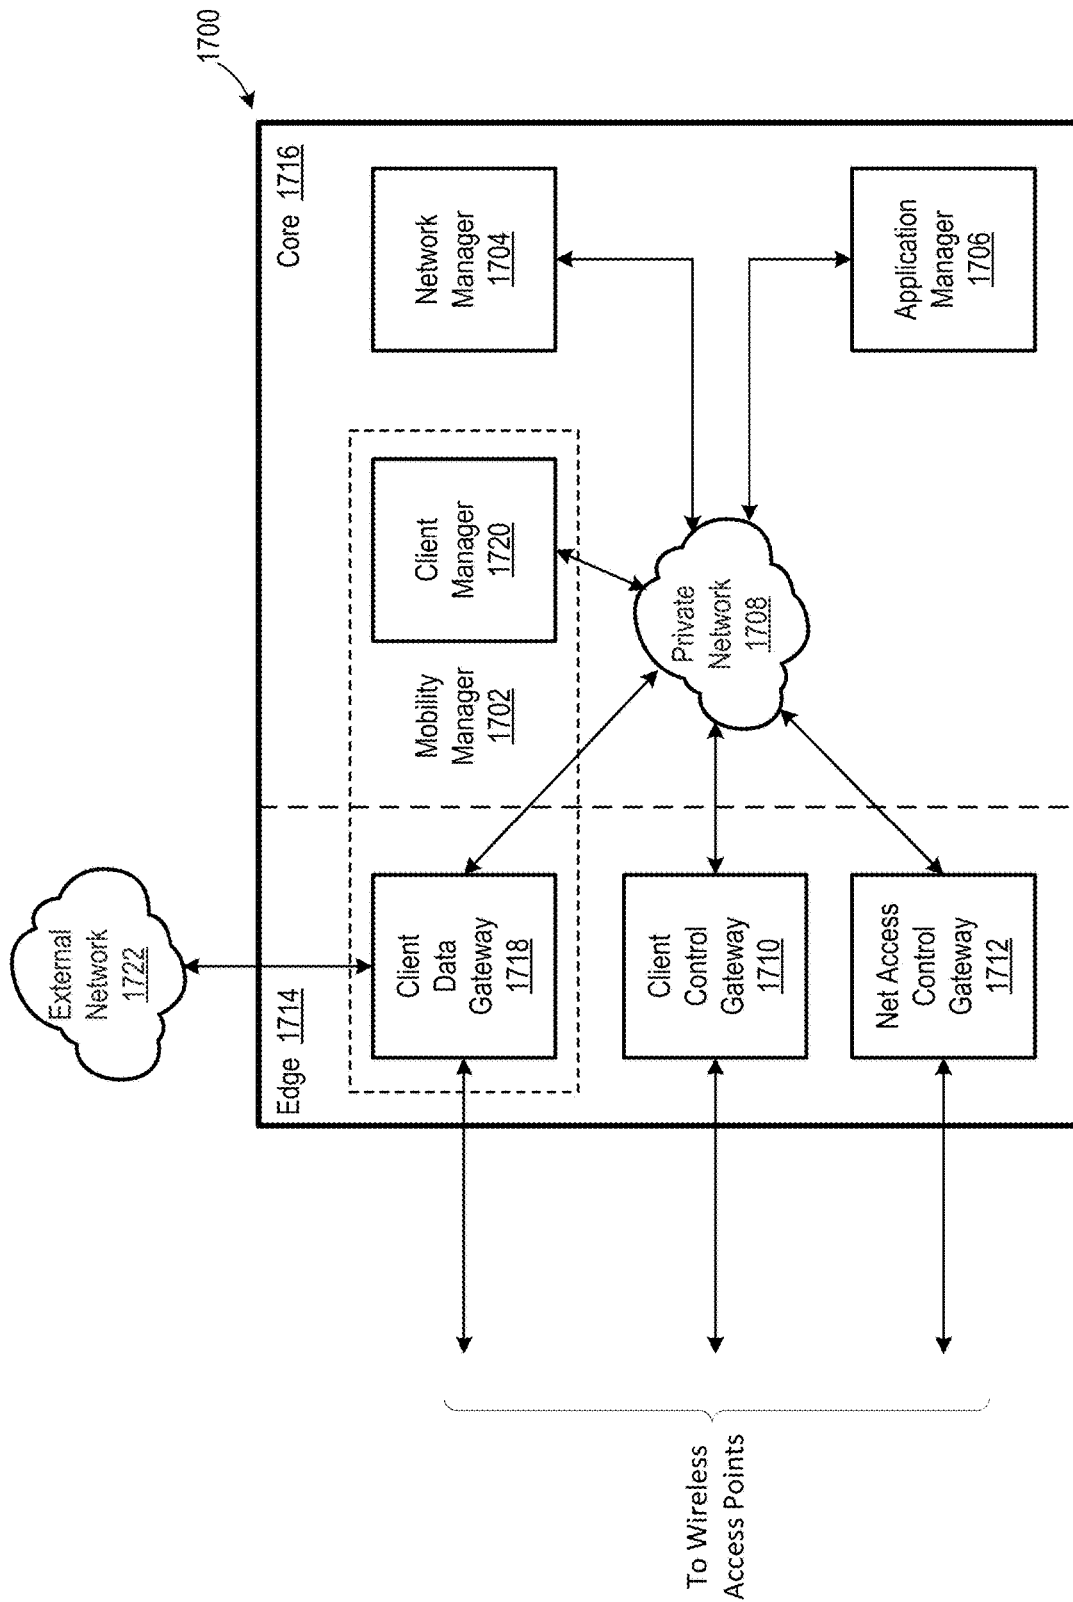 1700
External
Network
1722
Edge 1714
Core 1716
Client
Data
Gateway
1718
Mobility
Manager
1702
Client
Manager
1720
Network
Manager
1704
Client
Control
Gateway
1710
Private
Network
1708
Net Access
Control
Gateway
1712
Application
Manager
1706
To Wireless
Access Points